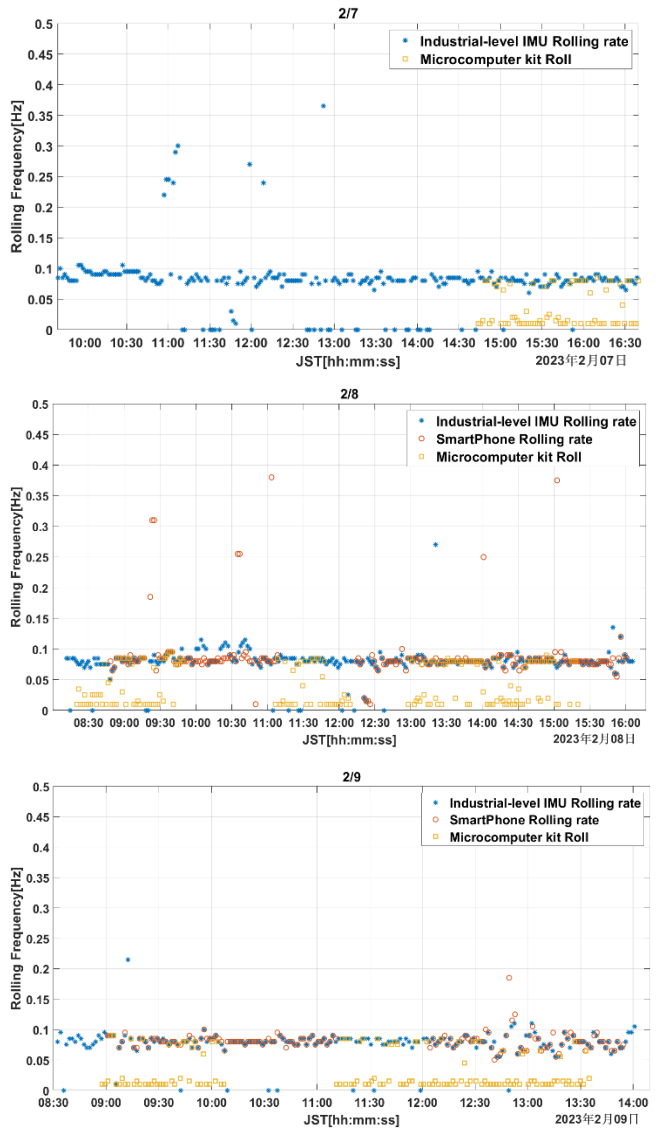 2/7
0.5
0.45
0.4
0.35
0.3
0.25
0.2
0.15
0.1
0.05
0
Rolling Frequency[Hz]
Industrial-level IMU Rolling rate
Microcomputer kit Roll
10:00 10:30 11:00 11:30 12:00 12:30 13:00 13:30 14:00 14:30 15:00 15:30 16:00 16:30
JST[hh:mm:ss]
2023年2月07日
2/8
0.5
0.45
0.4
0.35
0.3
0.25
0.2
0.15
0.1
0.05
0
Rolling Frequency[Hz]
Industrial-level IMU Rolling rate
SmartPhone Rolling rate
Microcomputer kit Roll
08:30 09:00 09:30 10:00 10:30 11:00 11:30 12:00 12:30 13:00 13:30 14:00 14:30 15:00 15:30 16:00
JST[hh:mm:ss]
2023年2月08日
2/9
0.5
0.45
0.4
0.35
0.3
0.25
0.2
0.15
0.1
0.05
0
Rolling Frequency[Hz]
Industrial-level IMU Rolling rate
SmartPhone Rolling rate
Microcomputer kit Roll
08:30 09:00 09:30 10:00 10:30 11:00 11:30 12:00 12:30 13:00 13:30 14:00
JST[hh:mm:ss]
2023年2月09日